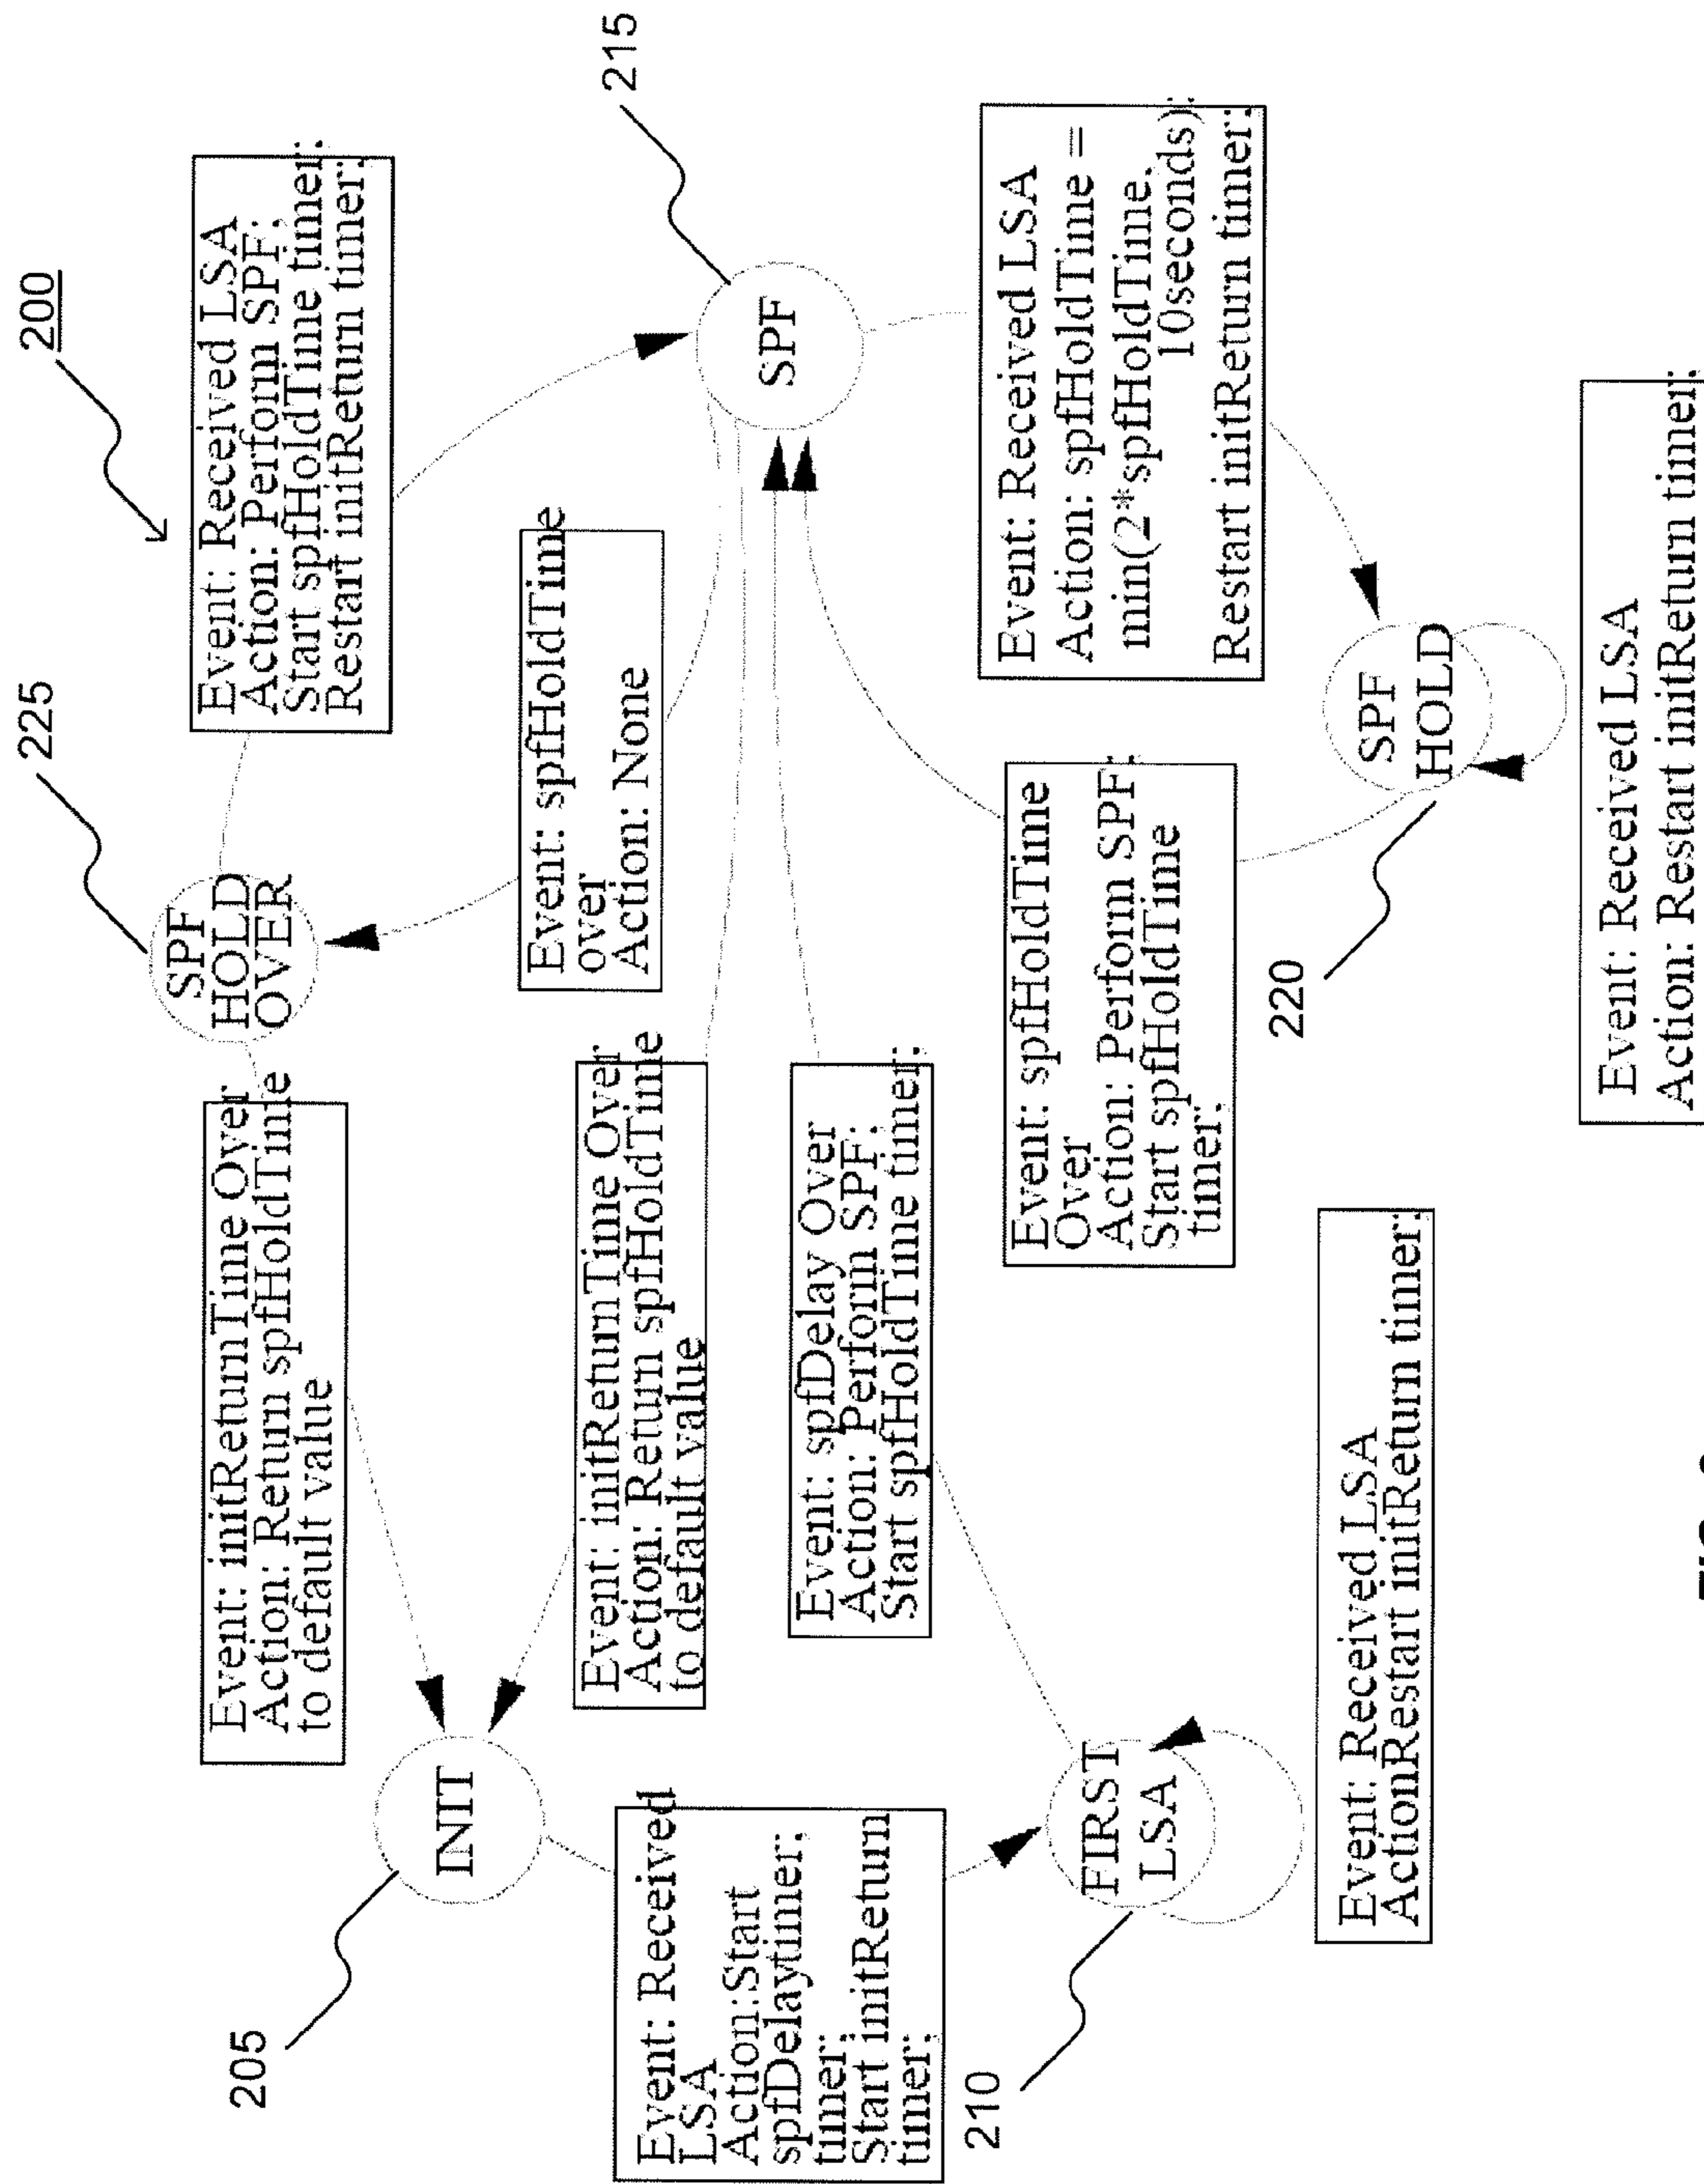 200
225
215
Event: Received LSA
Action: Perform SPF;
Start spfHoldTime timer;
Restart initReturn timer;
SPF
HOLD
OVER
Event: initReturnTime Over
Action: Return spfHoldTime
to default value
205
INIT
SPF
Event: spfHoldTime
over
Action: None
Event: initReturnTime Over
Action: Return spfHoldTime
to default value
Event: Received
LSA
Action:Start
spfDelaytimer;
timer;
Start initReturn
timer;
Event: spfDelay Over
Action: Perform SPF;
Start spfHoldTime timer;
Event: Received LSA
Action: spfHoldTime =
min(2*spfHoldTime,
10seconds);
Restart initReturn timer;
Event: spfHoldTime
Over
Action: Perform SPF;
Start spfHoldTime
timer;
210
FIRST
LSA
220
SPF
HOLD
Event: Received LSA
ActionRestart initReturn timer;
Event: Received LSA
Action: Restart initReturn timer;